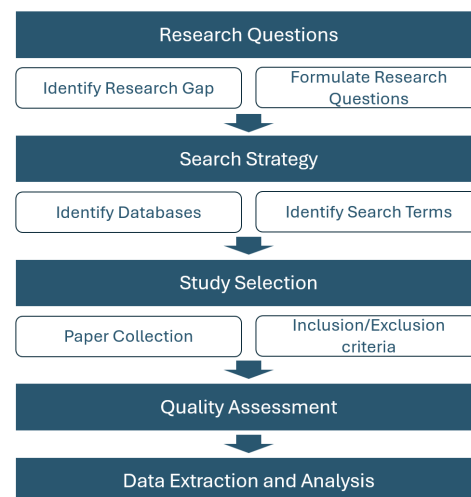 Research Questions
Identify Research Gap
Formulate Research
Questions
Search Strategy
Identify Databases
Identify Search Terms
Study Selection
Paper Collection
Inclusion/Exclusion
criteria
Quality Assessment
Data Extraction and Analysis